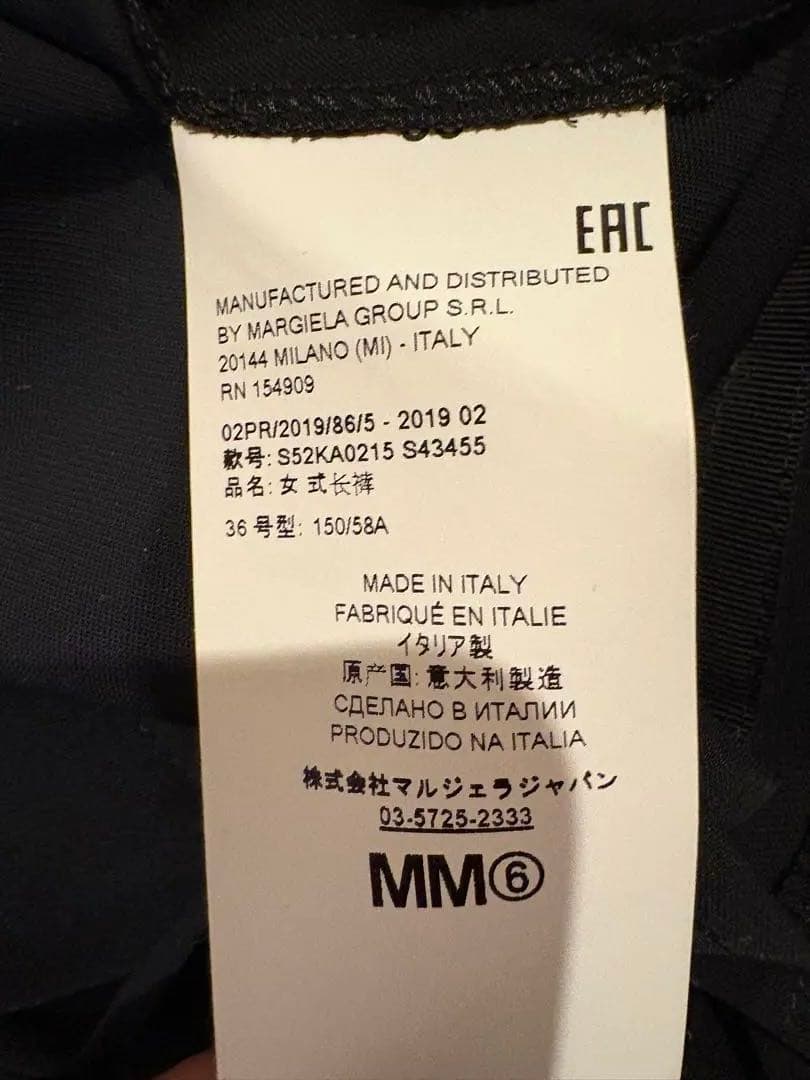 EAC
MANUFACTURED AND DISTRIBUTED
BY MARGIELA GROUP S.R.L.
20144 MILANO (MI) - ITALY
RN 154909
02PR/2019/86/5 - 2019 02
款号: S52KA0215 S43455
品名: 女 式长裤
36 号型: 150/58A
MADE IN ITALY
FABRIQUÉ EN ITALIE
イタリア製
原产国: 意大利製造
СДЕЛАНО В ИТАЛИИ
PRODUZIDO NA ITALIA
株式会社マルジェラジャパン
03-5725-2333
MM⑥